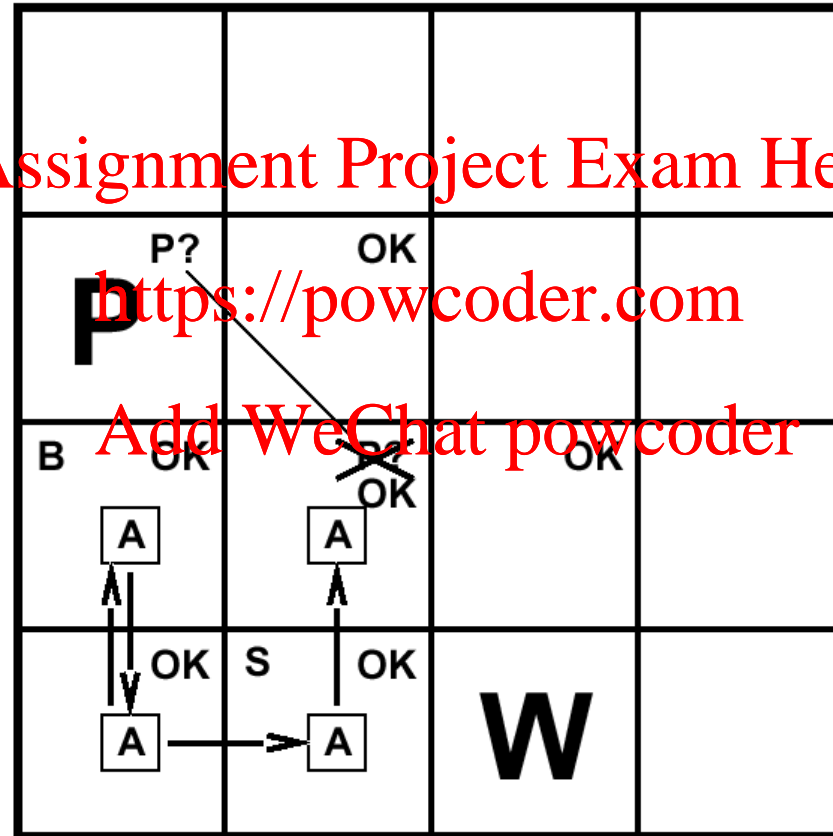 Assignment Project Exam He
P? OK
P
https://powcoder.com
Add WeChat powcoder
B OK P? OK
OK
A A
OK S OK
A A W